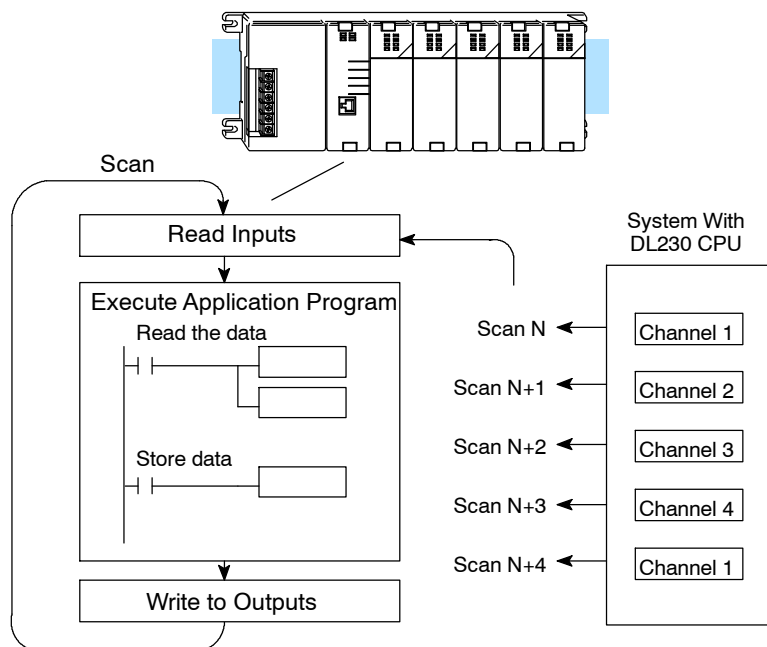 Scan
Read Inputs
Execute Application Program
Read the data
Store data
Write to Outputs
System With
DL230 CPU
Scan N
Channel 1
Scan N+1
Channel 2
Scan N+2
Channel 3
Scan N+3
Channel 4
Scan N+4
Channel 1